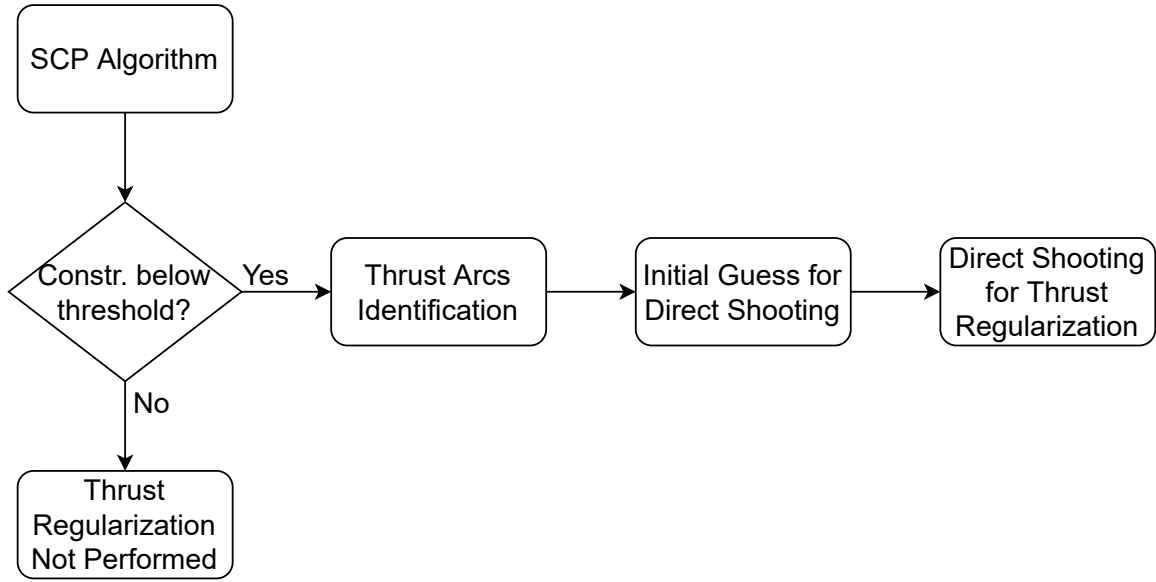 SCP Algorithm
Constr. below
threshold?
Yes
Thrust Arcs
Identification
Initial Guess for
Direct Shooting
Direct Shooting
for Thrust
Regularization
No
Thrust
Regularization
Not Performed